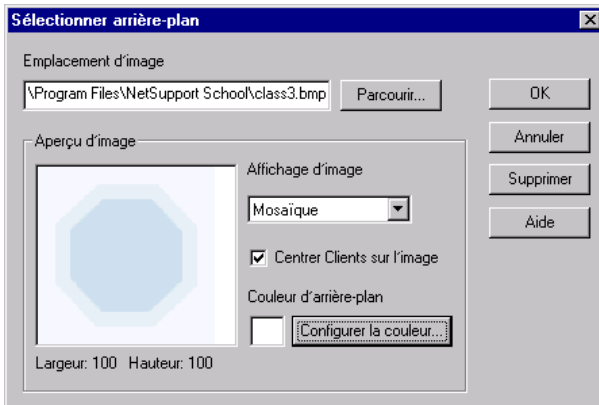 Sélectionner arrière-plan
Emplacement d´image
\Program Files\NetSupport School\class3.bmp
Parcourir...
OK
Annuler
Supprimer
Aide
Aperçu d´image
Affichage d´image
Mosaïque
Centrer Clients sur l´image
Couleur d´arrière-plan
Configurer la couleur...
Largeur: 100 Hauteur: 100